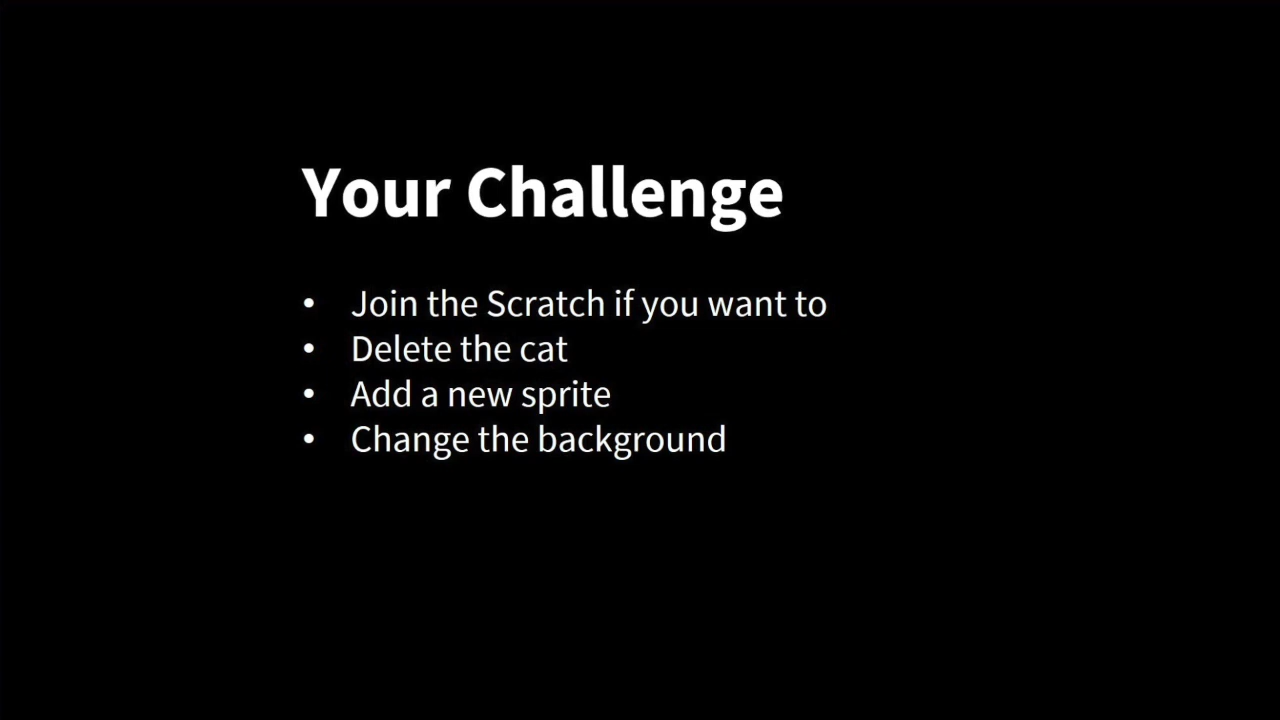 Your Challenge
• Join the Scratch if you want to
• Delete the cat
• Add a new sprite
• Change the background